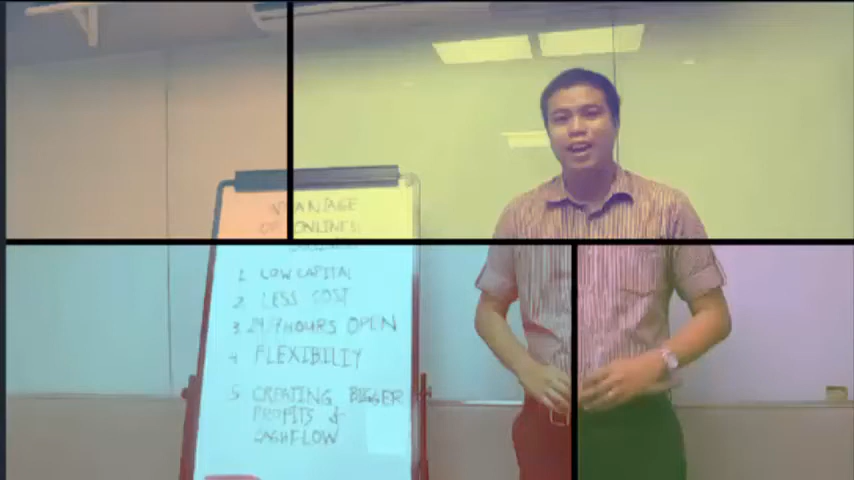 OF ONLINE
1. LOW CAPITAL
2. LESS COST
3. 24/7 HOURS OPEN
4. FLEXIBILIY
5. CREATING BIGGER
PROFITS &
CASHFLOW